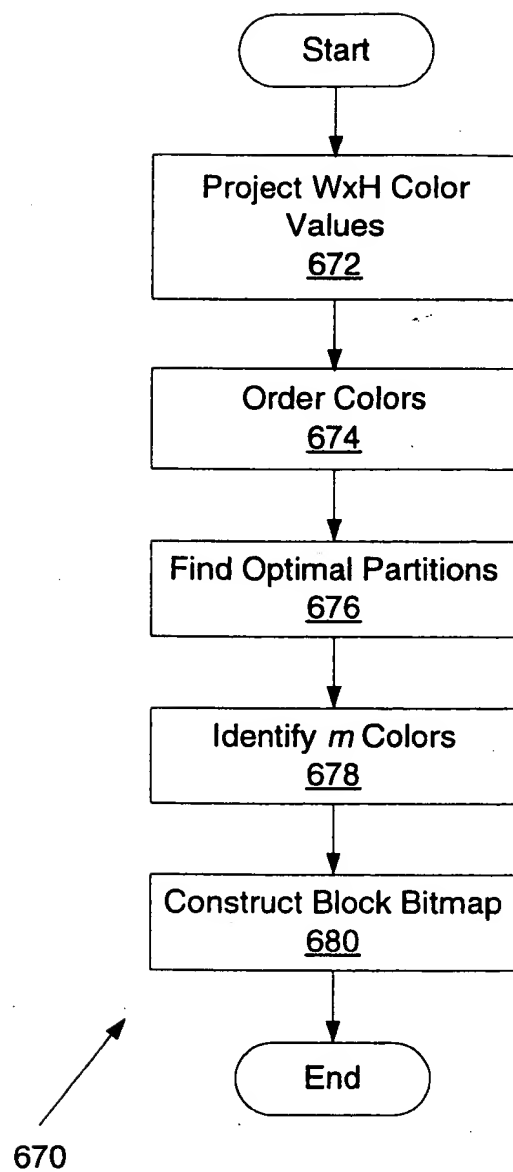 Start
Project WxH Color
Values
672
Order Colors
674
Find Optimal Partitions
676
Identify m Colors
678
Construct Block Bitmap
680
End
670